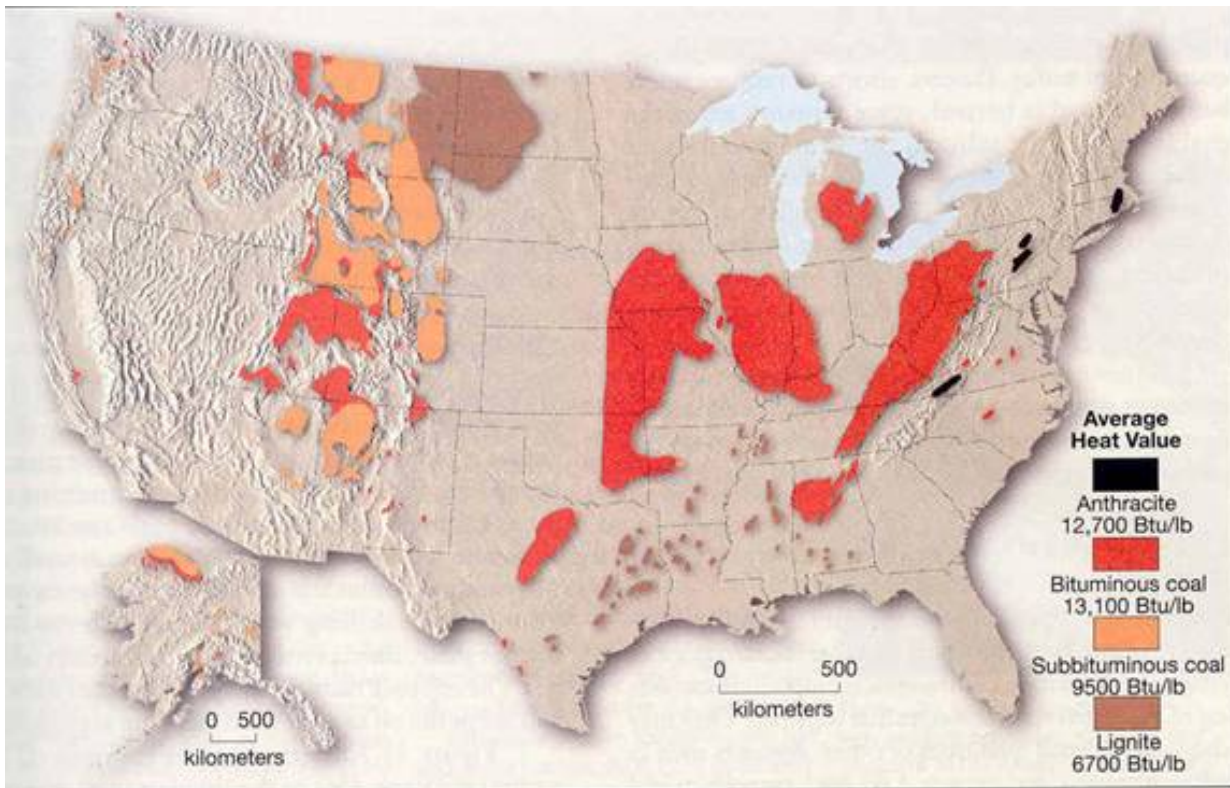 Average
Heat Value
Anthracite
12,700 Btu/lb
Bituminous coal
13,100 Btu/lb
Subbituminous coal
9500 Btu/lb
Lignite
6700 Btu/lb
0 500
kilometers
0 500
kilometers